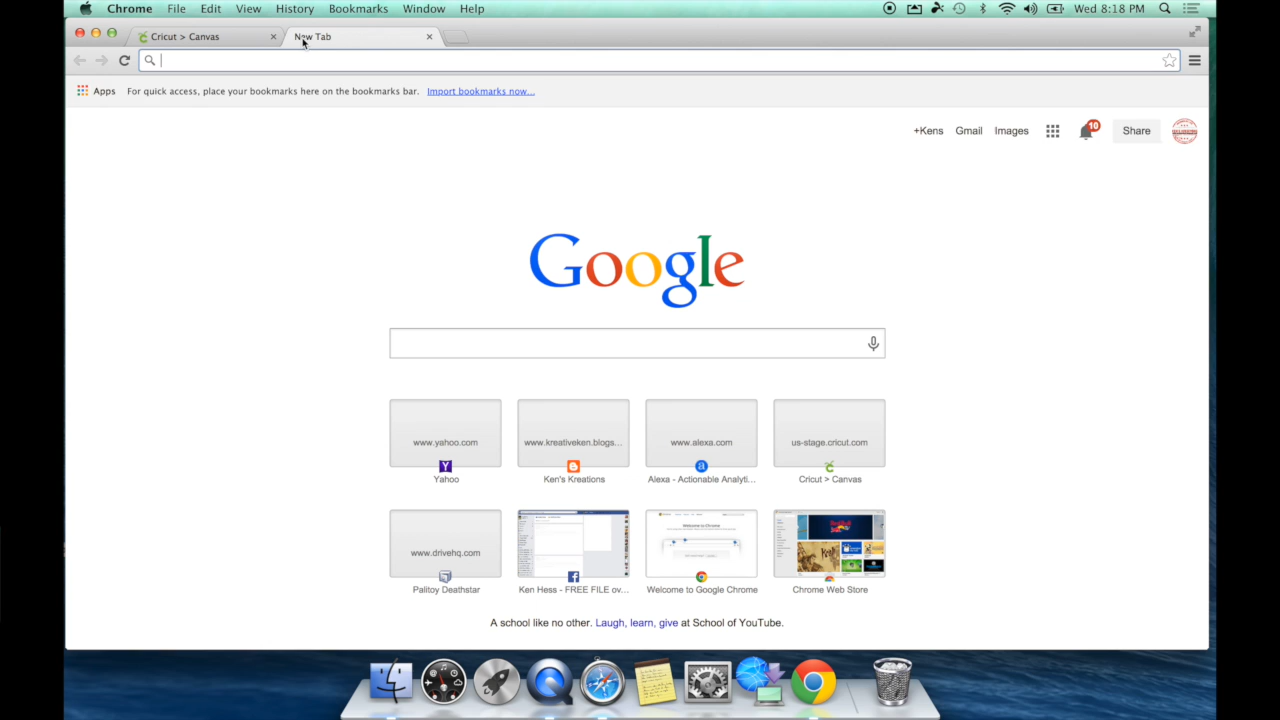 Chrome File Edit View History Bookmarks Window Help Wed 8:18 PM
Cricut > Canvas New Tab
Apps For quick access, place your bookmarks here on the bookmarks bar. Import bookmarks now...
+Kens Gmail Images 10 Share
Google
www.yahoo.com www.kreativeken.blogs... www.alexa.com us-stage.cricut.com
Yahoo Ken's Kreations Alexa - Actionable Analyti... Cricut > Canvas
www.drivehq.com
Palitoy Deathstar Ken Hess - FREE FILE ov... Welcome to Google Chrome Chrome Web Store
A school like no other. Laugh, learn, give at School of YouTube.